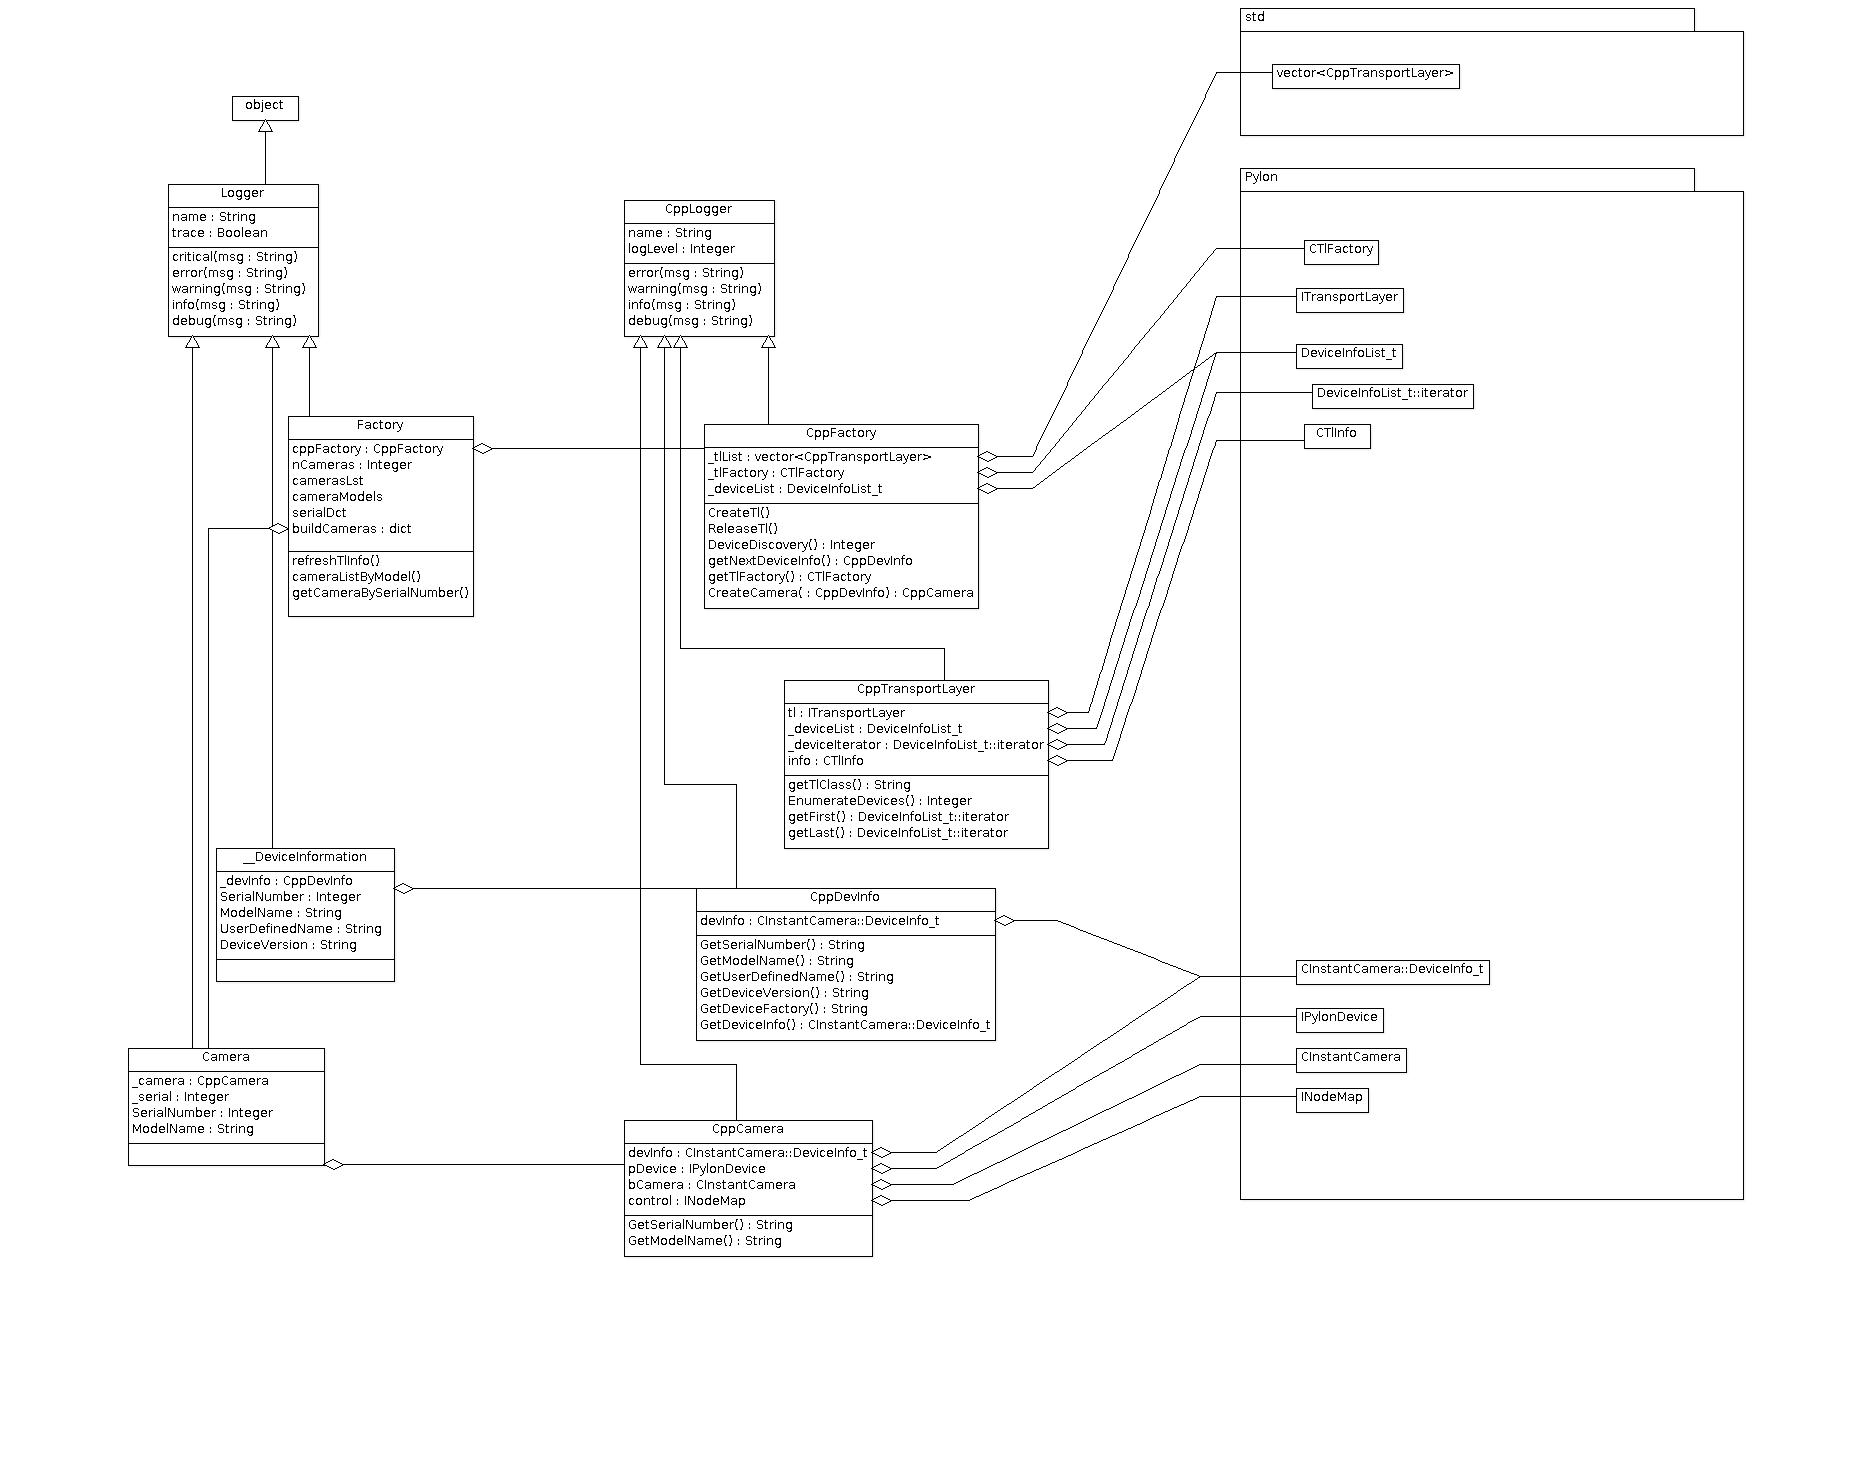 std
vector<CppTransportLayer>
object
Pylon
Logger
name : String
trace : Boolean
critical(msg : String)
error(msg : String)
warning(msg : String)
info(msg : String)
debug(msg : String)
CppLogger
name : String
logLevel : Integer
error(msg : String)
warning(msg : String)
info(msg : String)
debug(msg : String)
CTlFactory
ITransportLayer
DeviceInfoList_t
DeviceInfoList_t::iterator
CTlInfo
Factory
cppFactory : CppFactory
nCameras : Integer
camerasLst
cameraModels
serialDct
buildCameras : dict
refreshTlInfo()
cameraListByModel()
getCameraBySerialNumber()
CppFactory
_tlList : vector<CppTransportLayer>
_tlFactory : CTlFactory
_deviceList : DeviceInfoList_t
CreateTl()
ReleaseTl()
DeviceDiscovery() : Integer
getNextDeviceInfo() : CppDevInfo
getTlFactory() : CTlFactory
CreateCamera( : CppDevInfo) : CppCamera
CppTransportLayer
tl : ITransportLayer
_deviceList : DeviceInfoList_t
_deviceIterator : DeviceInfoList_t::iterator
info : CTlInfo
getTlClass() : String
EnumerateDevices() : Integer
getFirst() : DeviceInfoList_t::iterator
getLast() : DeviceInfoList_t::iterator
__DeviceInformation
_devInfo : CppDevInfo
SerialNumber : Integer
ModelName : String
UserDefinedName : String
DeviceVersion : String
CppDevInfo
devInfo : CInstantCamera::DeviceInfo_t
GetSerialNumber() : String
GetModelName() : String
GetUserDefinedName() : String
GetDeviceVersion() : String
GetDeviceFactory() : String
GetDeviceInfo() : CInstantCamera::DeviceInfo_t
CInstantCamera::DeviceInfo_t
IPylonDevice
CInstantCamera
INodeMap
Camera
_camera : CppCamera
_serial : Integer
SerialNumber : Integer
ModelName : String
CppCamera
devInfo : CInstantCamera::DeviceInfo_t
pDevice : IPylonDevice
bCamera : CInstantCamera
control : INodeMap
GetSerialNumber() : String
GetModelName() : String